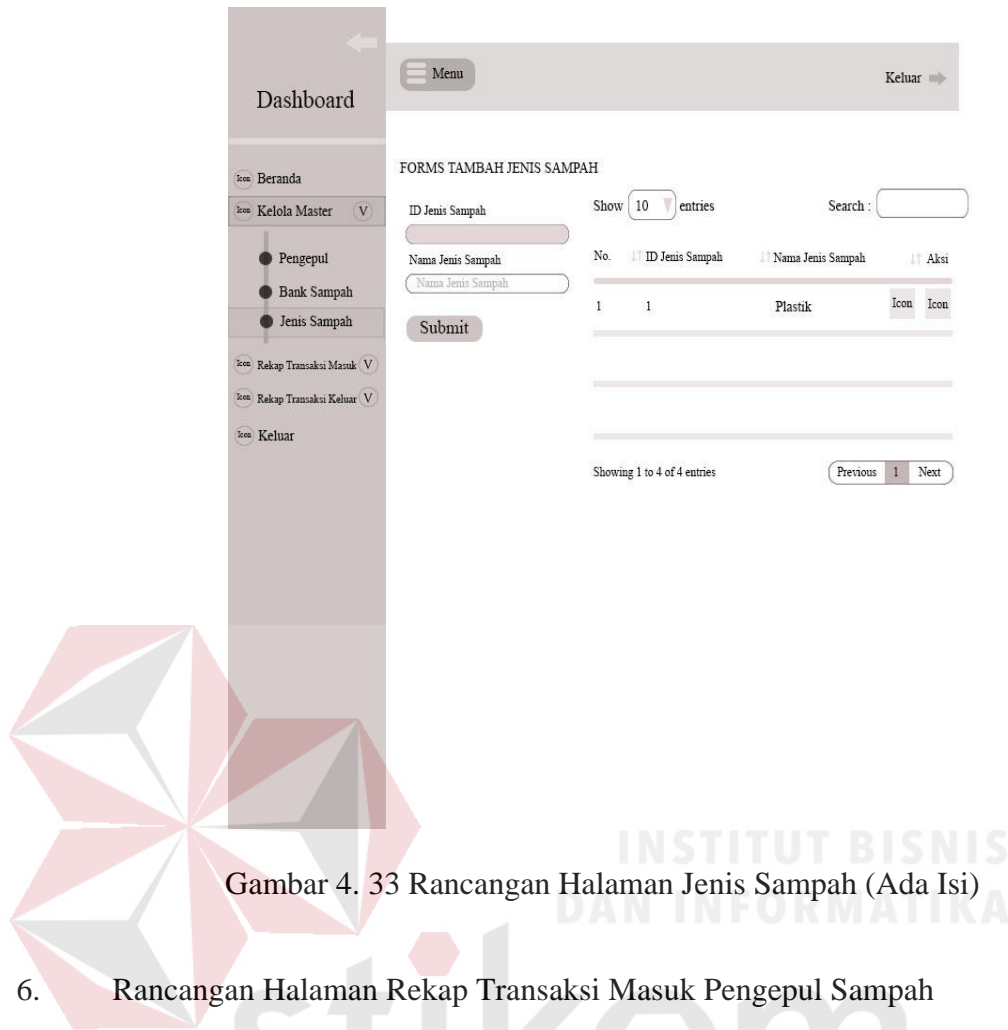 Dashboard
Menu
Keluar
Icon Beranda
Icon Kelola Master V
Pengepul
Bank Sampah
Jenis Sampah
Icon Rekap Transaksi Masuk V
Icon Rekap Transaksi Keluar V
Icon Keluar
FORMS TAMBAH JENIS SAMPAH
ID Jenis Sampah
Nama Jenis Sampah
Nama Jenis Sampah
Submit
Show 10 entries Search :
No. ID Jenis Sampah Nama Jenis Sampah Aksi
1 1 Plastik Icon Icon
Showing 1 to 4 of 4 entries Previous 1 Next
INSTITUT BISNIS
DAN INFORMATIKA
Gambar 4. 33 Rancangan Halaman Jenis Sampah (Ada Isi)
6. Rancangan Halaman Rekap Transaksi Masuk Pengepul Sampah
stikom